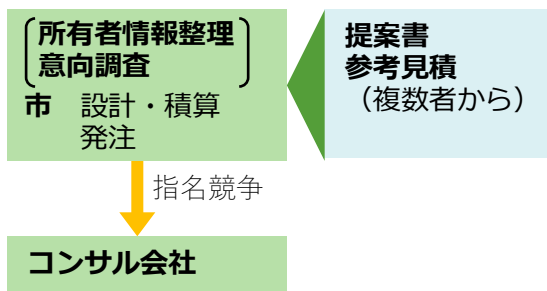 所有者情報整理
意向調査
市 設計・積算
発注
提案書
参考見積
（複数者から）
指名競争
コンサル会社